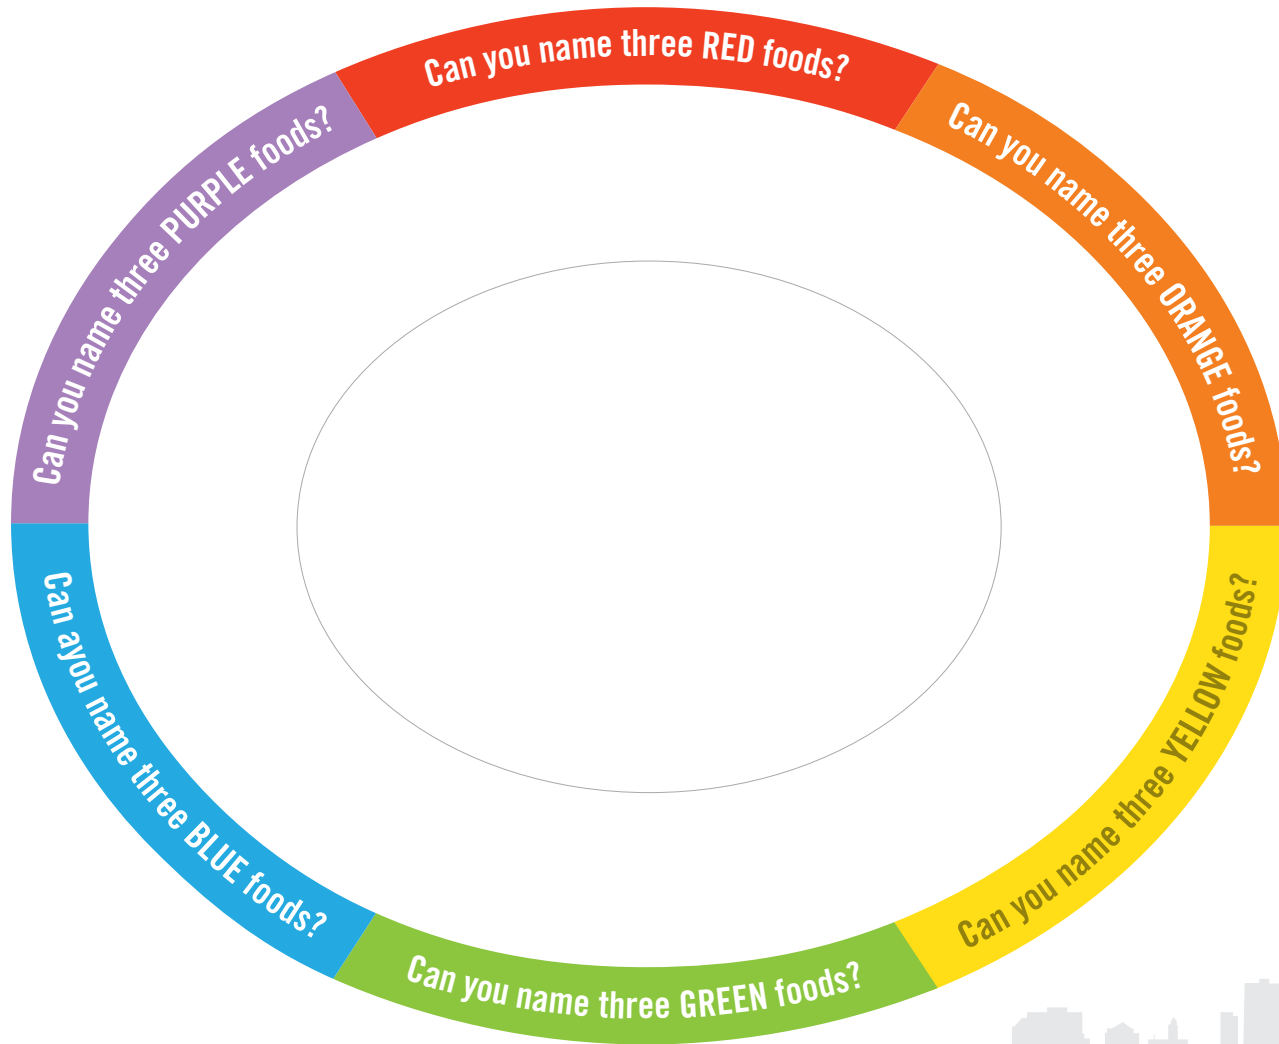 Can you name three RED foods?
Can you name three ORANGE foods?
Can you name three YELLOW foods?
Can you name three GREEN foods?
Can ayou name three BLUE foods?
Can you name three PURPLE foods?